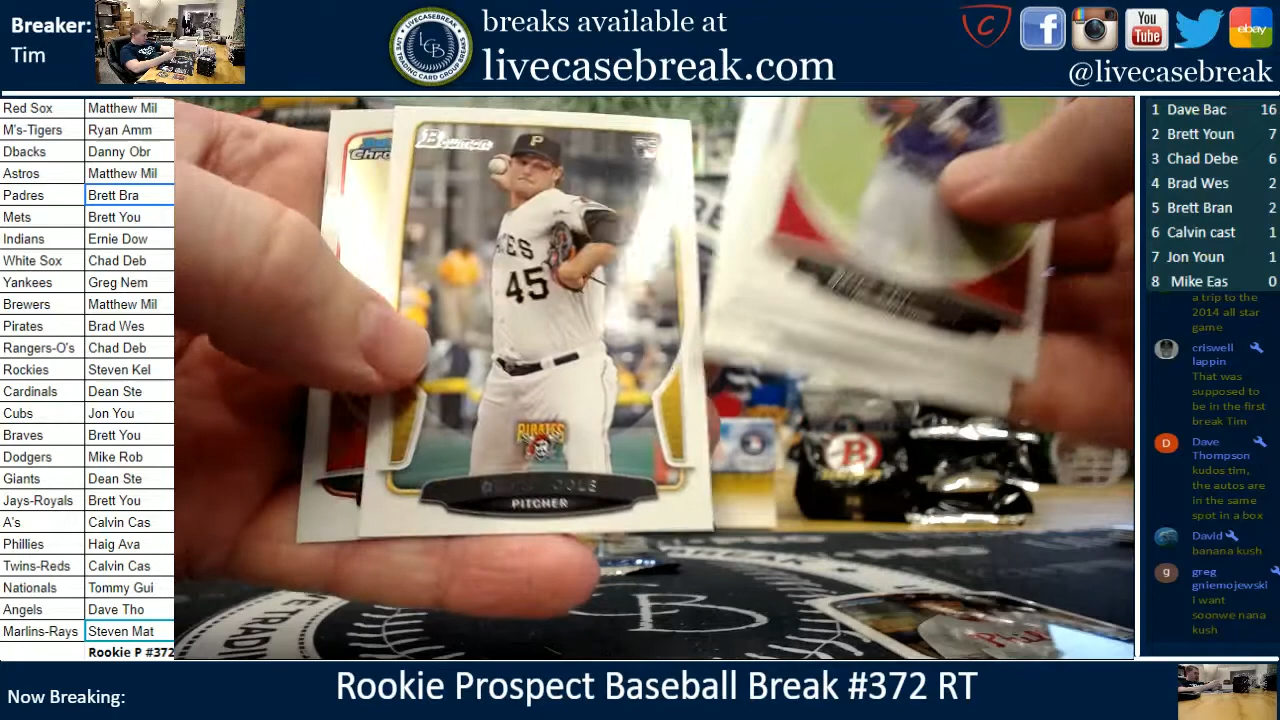 Breaker:
Tim
LCB
breaks available at
livecasebreak.com
You
Tube
ebay
@livecasebreak
Red Sox Matthew Mil
M's-Tigers Ryan Amm
Dbacks Danny Obr
Astros Matthew Mil
Padres Brett Bra
Mets Brett You
Indians Ernie Dow
White Sox Chad Deb
Yankees Greg Nem
Brewers Matthew Mil
Pirates Brad Wes
Rangers-O's Chad Deb
Rockies Steven Kel
Cardinals Dean Ste
Cubs Jon You
Braves Brett You
Dodgers Mike Rob
Giants Dean Ste
Jays-Royals Brett You
A's Calvin Cas
Phillies Haig Ava
Twins-Reds Calvin Cas
Nationals Tommy Gui
Angels Dave Tho
Marlins-Rays Steven Mat
Rookie P #372
Bowman
45
PIRATES
COLE
PITCHER
CB
1 Dave Bac 16
2 Brett Youn 7
3 Chad Debe 6
4 Brad Wes 2
5 Brett Bran 2
6 Calvin cast 1
7 Jon Youn 1
8 Mike Eas 0
a trip to the
2014 all star
game
criswell
lappin
That was
supposed to
be in the first
break Tim
D Dave
Thompson
kudos tim,
the autos are
in the same
spot in a box
David
banana kush
g greg
gniemojewski
I want
soonwe nana
kush
Now Breaking:
Rookie Prospect Baseball Break #372 RT